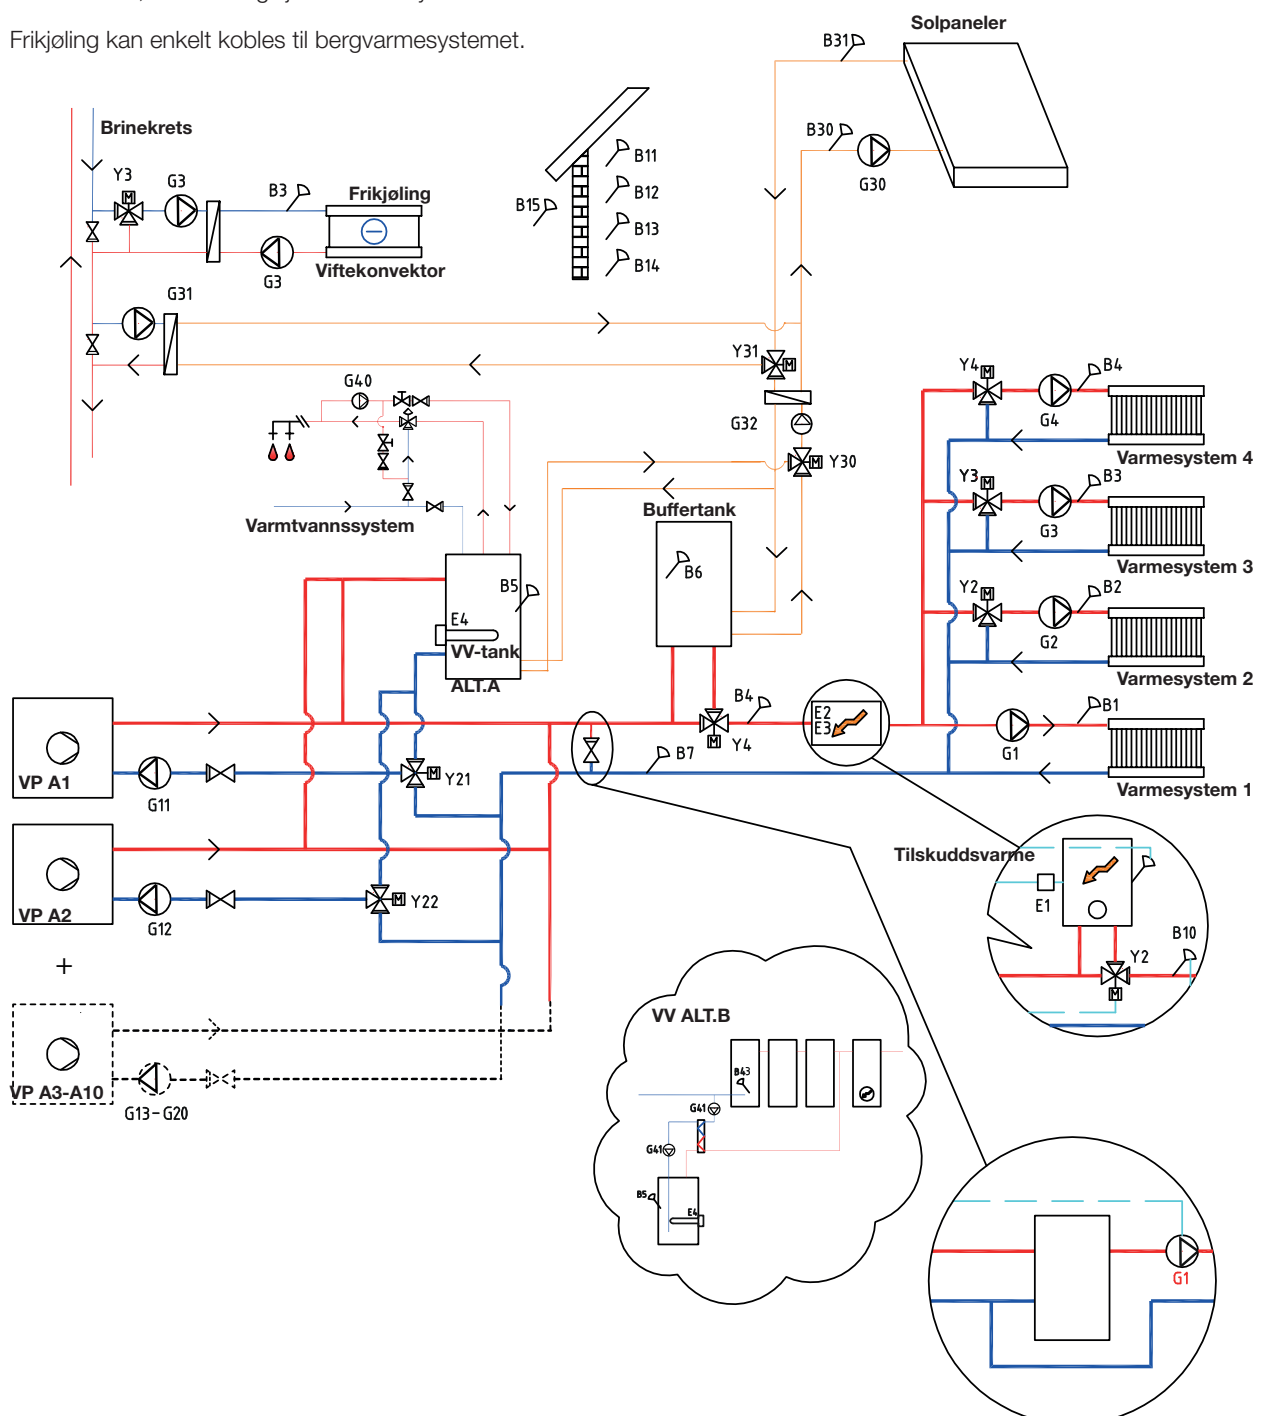 Frikjøling kan enkelt kobles til bergvarmesystemet.
Solpaneler
B31
B30
G30
Brinekrets
Y3
G3
B3
Frikjøling
G3
Viftekonvektor
B11
B12
B15
B13
B14
G31
Y31
G32
Y30
G40
Varmtvannssystem
Buffertank
B6
B5
E4
VV-tank
ALT.A
Y4
B4
G4
Varmesystem 4
Y3
B3
G3
Varmesystem 3
Y2
B2
G2
Varmesystem 2
B1
G1
Varmesystem 1
VP A1
G11
Y21
B4
Y4
B7
E2
E3
VP A2
G12
Y22
+
VP A3-A10
G13-G20
Tilskuddsvarme
E1
B10
Y2
VV ALT.B
B43
G41
G41
B5
E4
G1